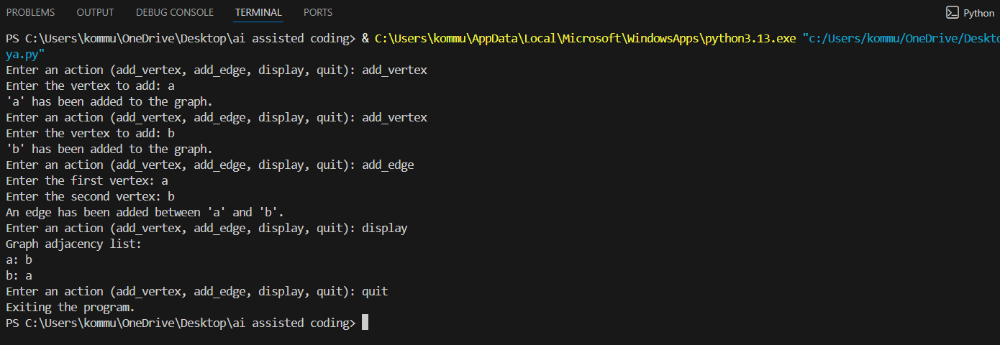 PROBLEMS OUTPUT DEBUG CONSOLE TERMINAL PORTS Python
PS C:\Users\kommu\OneDrive\Desktop\ai assisted coding> & C:\Users\kommu\AppData\Local\Microsoft\WindowsApps\python3.13.exe "c:/Users/kommu/OneDrive/Deskto
ya.py"
Enter an action (add_vertex, add_edge, display, quit): add_vertex
Enter the vertex to add: a
'a' has been added to the graph.
Enter an action (add_vertex, add_edge, display, quit): add_vertex
Enter the vertex to add: b
'b' has been added to the graph.
Enter an action (add_vertex, add_edge, display, quit): add_edge
Enter the first vertex: a
Enter the second vertex: b
An edge has been added between 'a' and 'b'.
Enter an action (add_vertex, add_edge, display, quit): display
Graph adjacency list:
a: b
b: a
Enter an action (add_vertex, add_edge, display, quit): quit
Exiting the program.
PS C:\Users\kommu\OneDrive\Desktop\ai assisted coding>